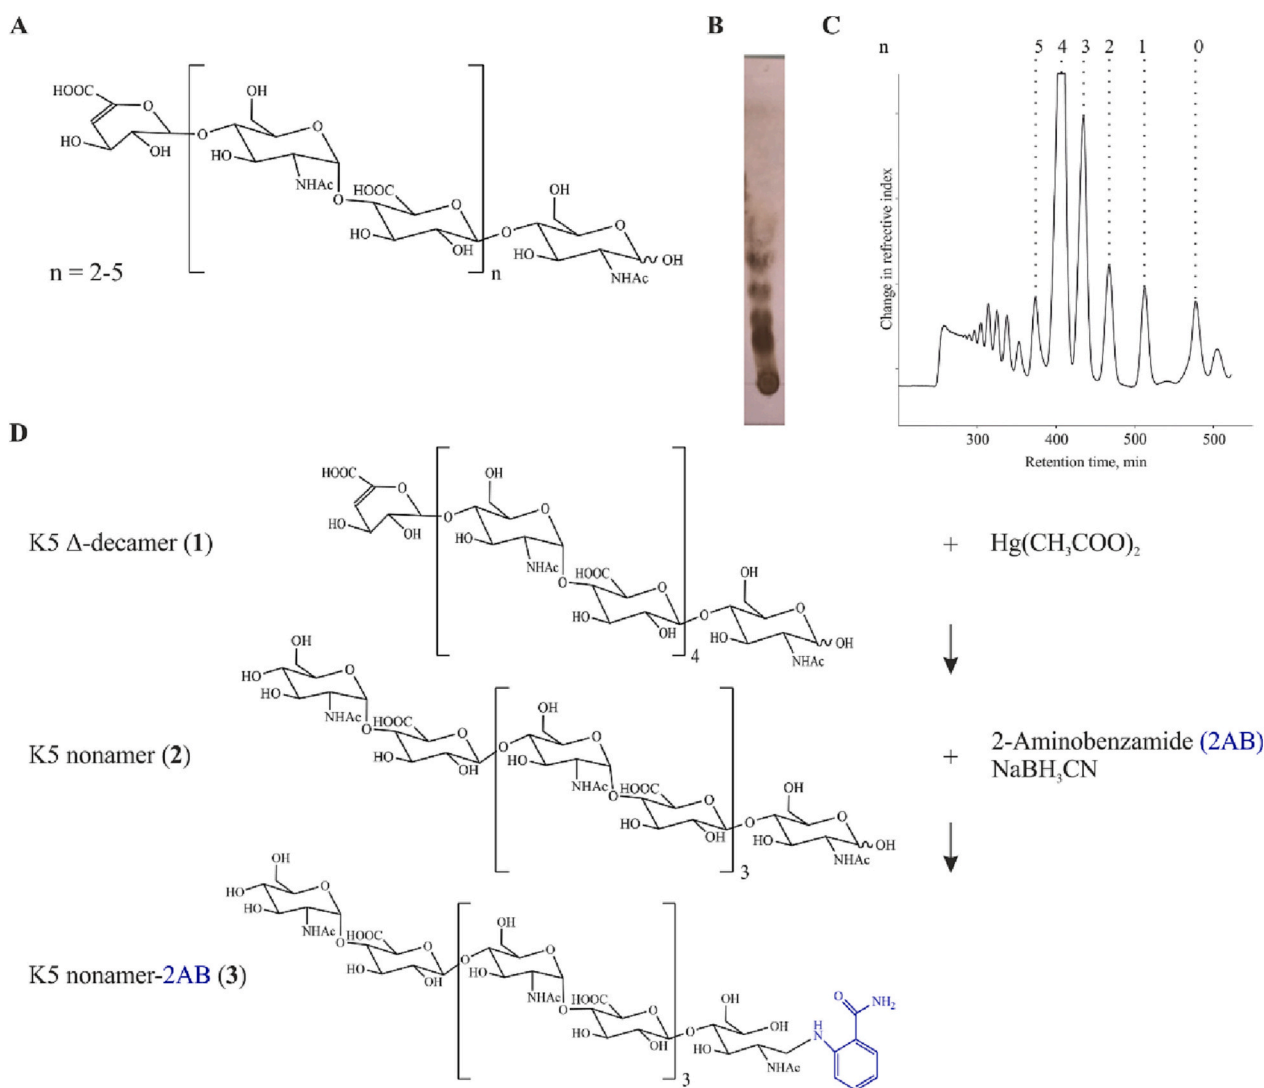 A
HOOC
O
HO
OH
O
OH
O
HO
NHAc
O
HOOC
O
HO
OH
n
O
OH
O
HO
NHAc
OH
n = 2-5
B
C
n 5 4 3 2 1 0
Change in refrective index
300 400 500 500
Retention time, min
D
K5 Δ-decamer (1)
HOOC
O
HO
OH
O
OH
O
HO
NHAc
O
HOOC
O
HO
OH
4
O
OH
O
HO
NHAc
OH
+ Hg(CH₃COO)₂
K5 nonamer (2)
OH
HO
HO
O
NHAc
O
HOOC
O
HO
OH
O
OH
O
HO
NHAc
O
HOOC
O
HO
OH
3
O
OH
O
HO
NHAc
OH
+ 2-Aminobenzamide (2AB)
NaBH₃CN
K5 nonamer-2AB (3)
OH
HO
HO
O
NHAc
O
HOOC
O
HO
OH
O
OH
O
HO
NHAc
O
HOOC
O
HO
OH
3
O
OH
OH
HO
NHAc
H
N
O
NH₂